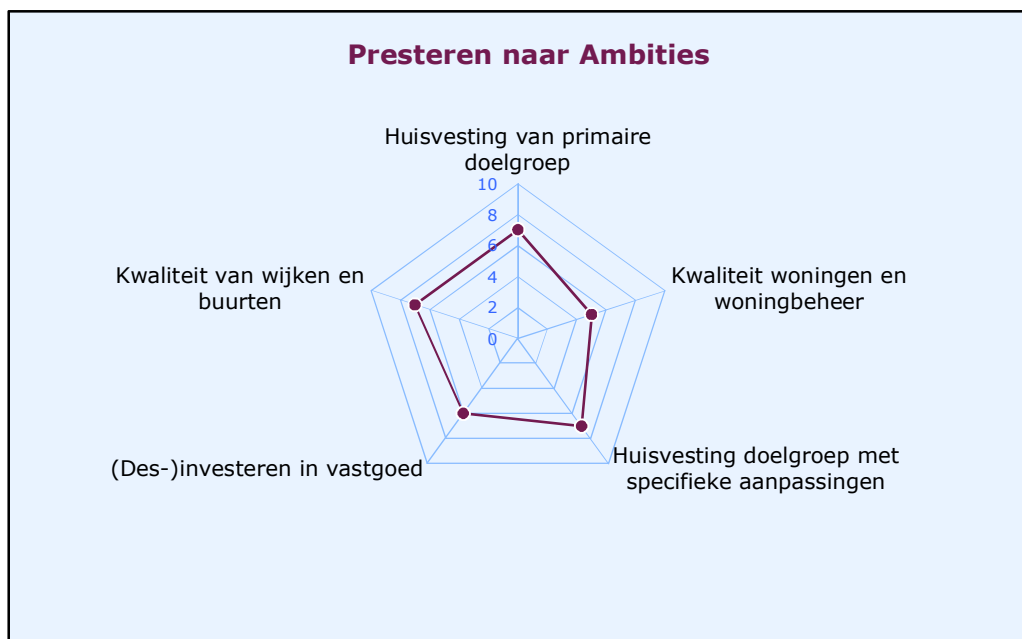 Presteren naar Ambities
Huisvesting van primaire
doelgroep
10
8
6
4
2
0
Kwaliteit van wijken en
buurten
Kwaliteit woningen en
woningbeheer
(Des-)investeren in vastgoed
Huisvesting doelgroep met
specifieke aanpassingen